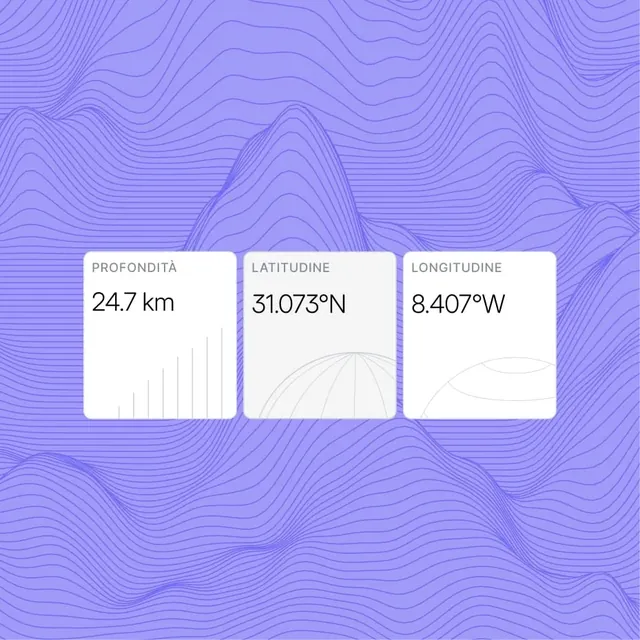 PROFONDITÀ
24.7 km
LATITUDINE
31.073°N
LONGITUDINE
8.407°W